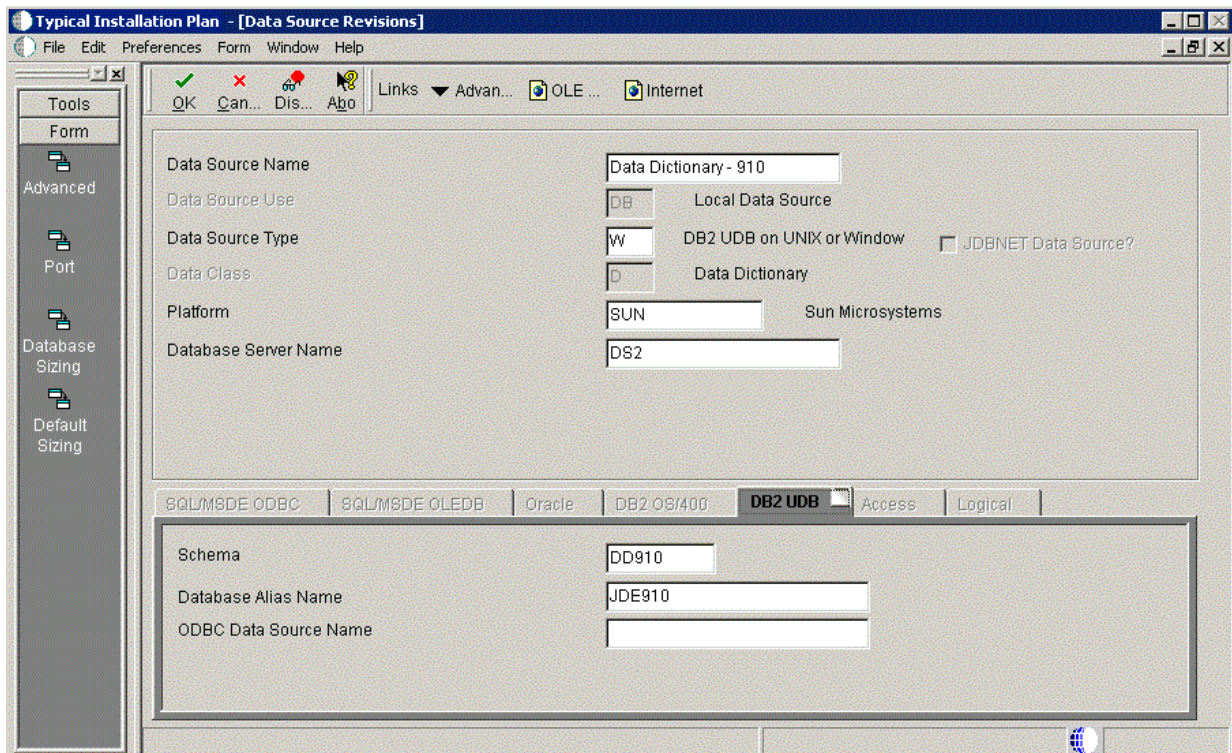 Typical Installation Plan - [Data Source Revisions]
File Edit Preferences Form Window Help
Tools
Form
Advanced
Port
Database
Sizing
Default
Sizing
OK Can... Dis... Abo Links Advan... OLE ... Internet
Data Source Name Data Dictionary - 910
Data Source Use DB Local Data Source
Data Source Type W DB2 UDB on UNIX or Window JDBNET Data Source?
Data Class D Data Dictionary
Platform SUN Sun Microsystems
Database Server Name DS2
SQL/MSDE ODBC SQL/MSDE OLEDB Oracle DB2 OS/400 DB2 UDB Access Logical
Schema DD910
Database Alias Name JDE910
ODBC Data Source Name